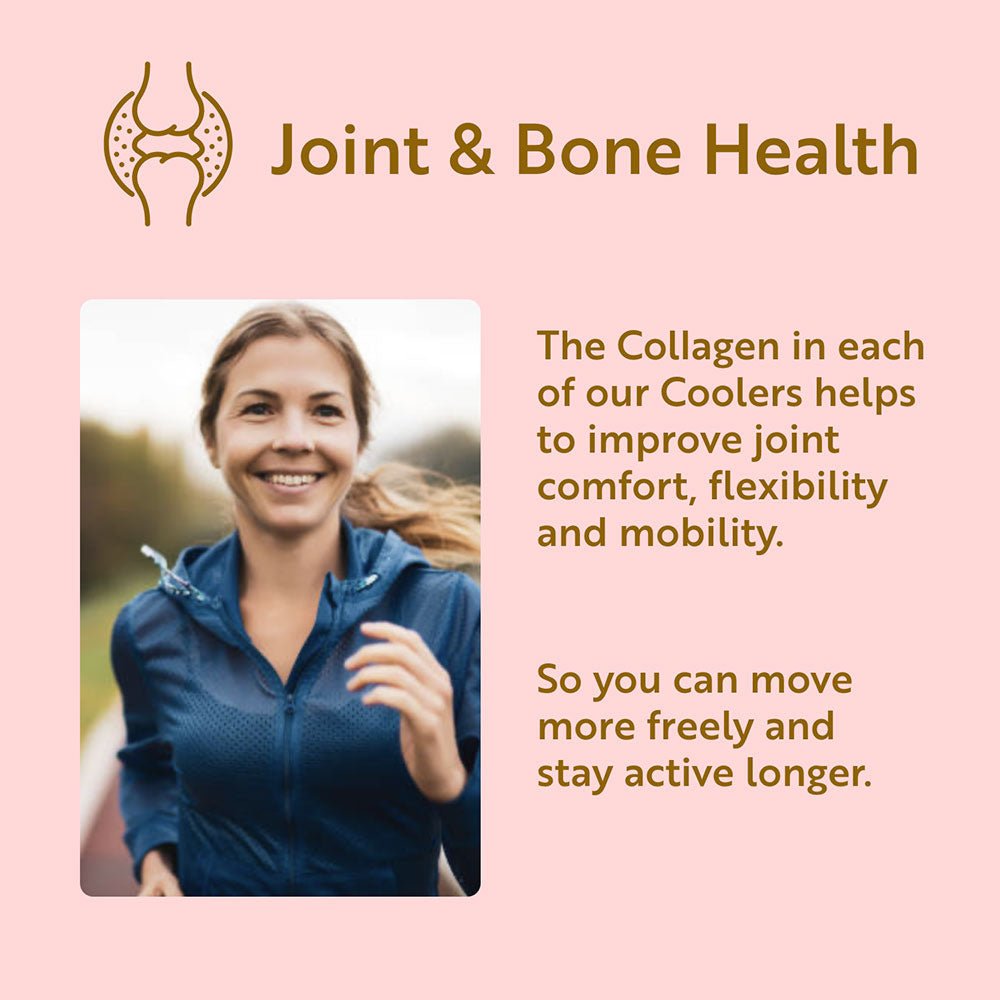 Joint & Bone Health
The Collagen in each
of our Coolers helps
to improve joint
comfort, flexibility
and mobility.
So you can move
more freely and
stay active longer.